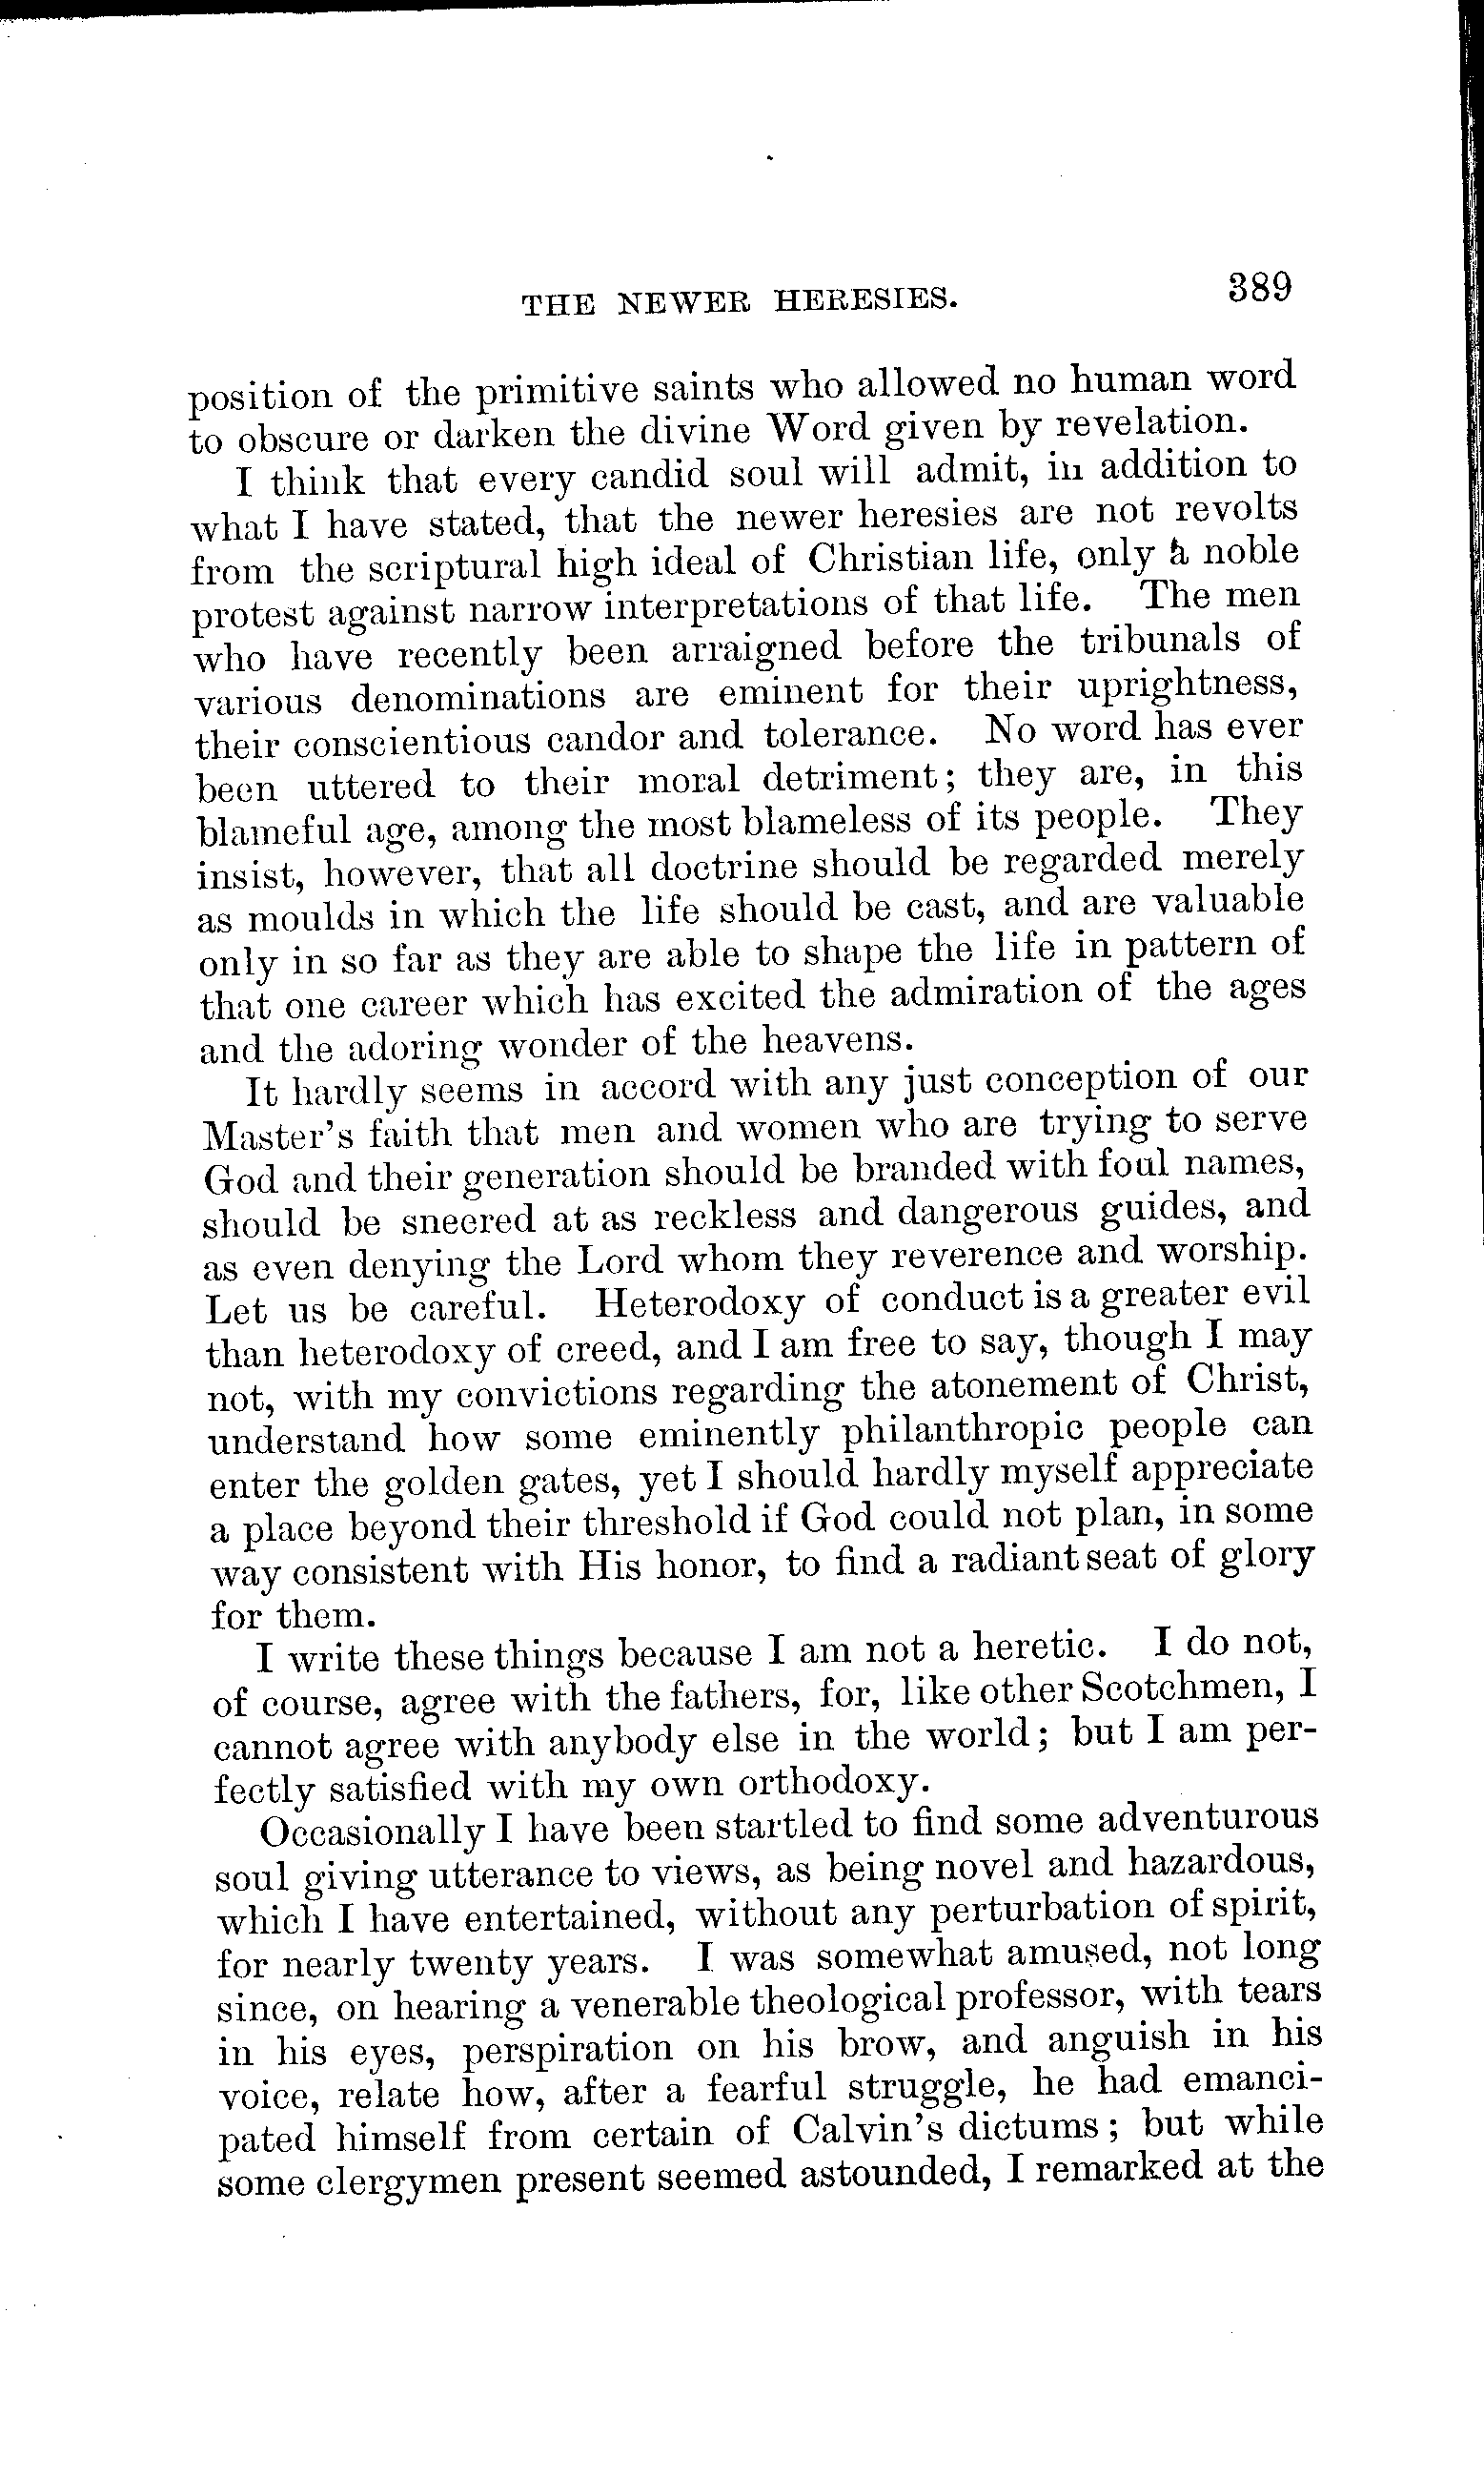 THE NEWER HERESIES. 389
position of the primitive saints who allowed no human word
to obscure or darken the divine Word given by revelation.
I think that every candid soul will admit, in addition to
what I have stated, that the newer heresies are not revolts
from the scriptural high ideal of Christian life, only a noble
protest against narrow interpretations of that life. The men
who have recently been arraigned before the tribunals of
various denominations are eminent for their uprightness,
their conscientious candor and tolerance. No word has ever
been uttered to their moral detriment; they are, in this
blameful age, among the most blameless of its people. They
insist, however, that all doctrine should be regarded merely
as moulds in which the life should be cast, and are valuable
only in so far as they are able to shape the life in pattern of
that one career which has excited the admiration of the ages
and the adoring wonder of the heavens.
It hardly seems in accord with any just conception of our
Master's faith that men and women who are trying to serve
God and their generation should be branded with foul names,
should be sneered at as reckless and dangerous guides, and
as even denying the Lord whom they reverence and worship.
Let us be careful. Heterodoxy of conduct is a greater evil
than heterodoxy of creed, and I am free to say, though I may
not, with my convictions regarding the atonement of Christ,
understand how some eminently philanthropic people can
enter the golden gates, yet I should hardly myself appreciate
a place beyond their threshold if God could not plan, in some
way consistent with His honor, to find a radiant seat of glory
for them.
I write these things because I am not a heretic. I do not,
of course, agree with the fathers, for, like other Scotchmen, I
cannot agree with anybody else in the world; but I am per-
fectly satisfied with my own orthodoxy.
Occasionally I have been startled to find some adventurous
soul giving utterance to views, as being novel and hazardous,
which I have entertained, without any perturbation of spirit,
for nearly twenty years. I was somewhat amused, not long
since, on hearing a venerable theological professor, with tears
in his eyes, perspiration on his brow, and anguish in his
voice, relate how, after a fearful struggle, he had emanci-
pated himself from certain of Calvin's dictums; but while
some clergymen present seemed astounded, I remarked at the